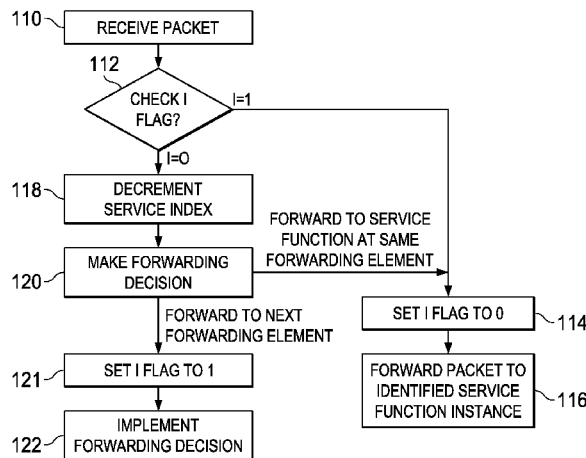 110
RECEIVE PACKET
112
CHECK I
FLAG?
I=1
I=0
118
DECREMENT
SERVICE INDEX
FORWARD TO SERVICE
FUNCTION AT SAME
FORWARDING ELEMENT
120
MAKE FORWARDING
DECISION
FORWARD TO NEXT
FORWARDING ELEMENT
SET I FLAG TO 0
114
121
SET I FLAG TO 1
FORWARD PACKET TO
IDENTIFIED SERVICE
FUNCTION INSTANCE
116
122
IMPLEMENT
FORWARDING DECISION